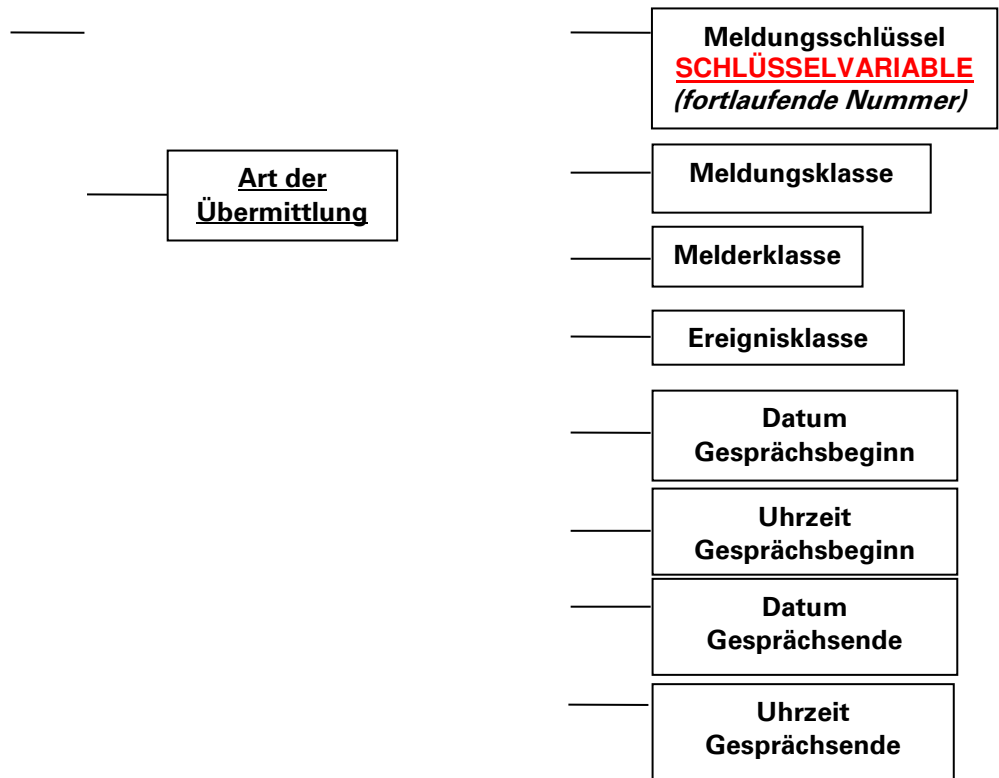 Meldungsschlüssel
SCHLÜSSELVARIABLE
(fortlaufende Nummer)
Art der
Übermittlung
Meldungsklasse
Melderklasse
Ereignisklasse
Datum
Gesprächsbeginn
Uhrzeit
Gesprächsbeginn
Datum
Gesprächsende
Uhrzeit
Gesprächsende